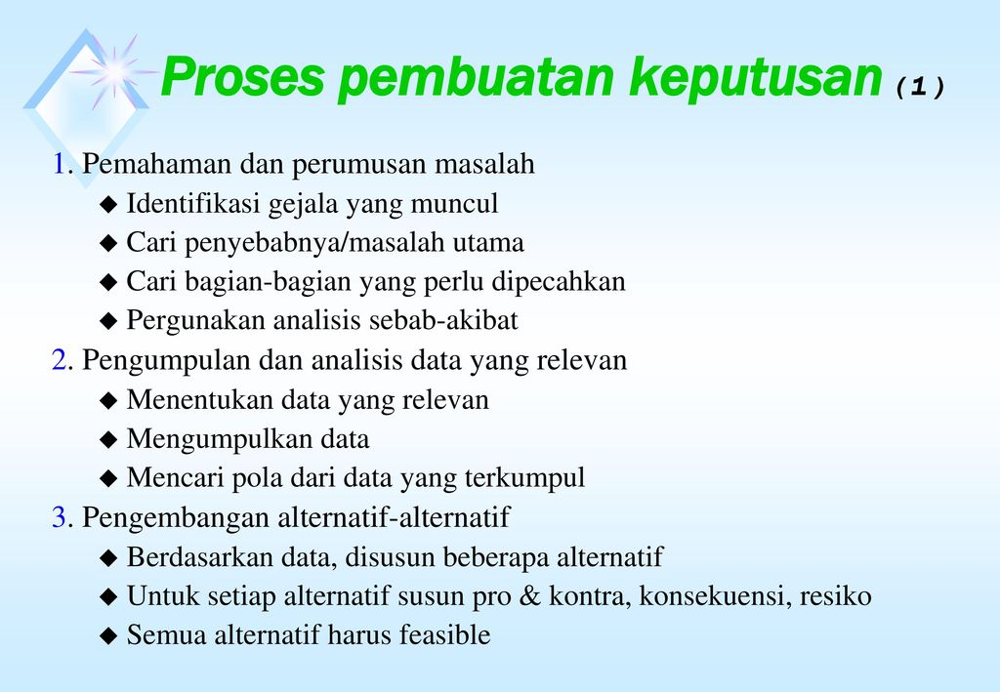 Proses pembuatan keputusan (1)
1. Pemahaman dan perumusan masalah
◆ Identifikasi gejala yang muncul
◆ Cari penyebabnya/masalah utama
◆ Cari bagian-bagian yang perlu dipecahkan
◆ Pergunakan analisis sebab-akibat
2. Pengumpulan dan analisis data yang relevan
◆ Menentukan data yang relevan
◆ Mengumpulkan data
◆ Mencari pola dari data yang terkumpul
3. Pengembangan alternatif-alternatif
◆ Berdasarkan data, disusun beberapa alternatif
◆ Untuk setiap alternatif susun pro & kontra, konsekuensi, resiko
◆ Semua alternatif harus feasible